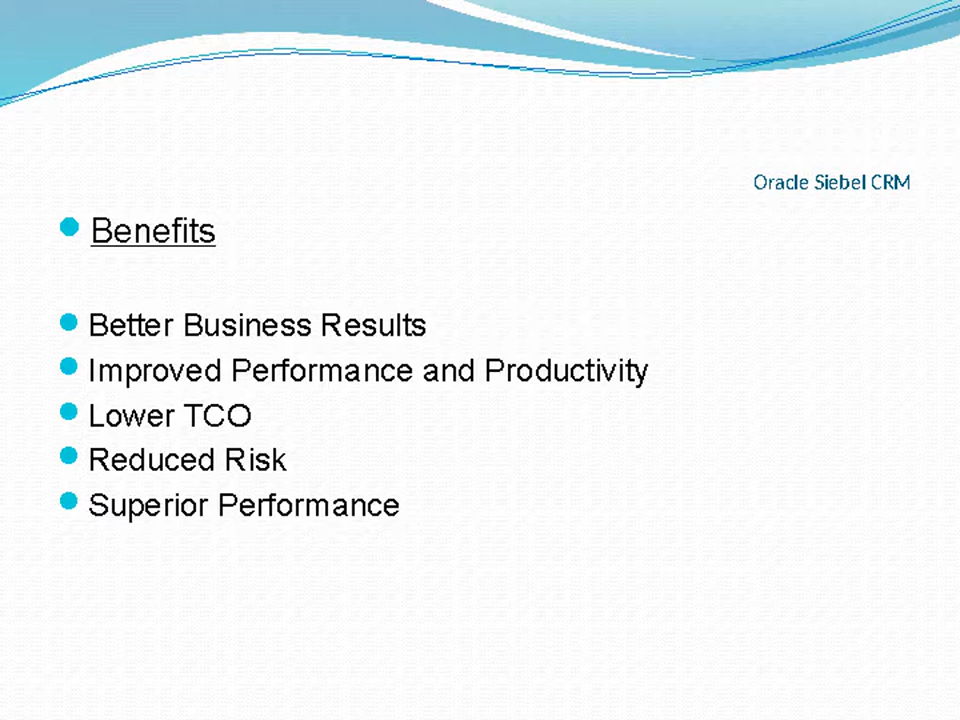 Oracle Siebel CRM
Benefits
Better Business Results
Improved Performance and Productivity
Lower TCO
Reduced Risk
Superior Performance